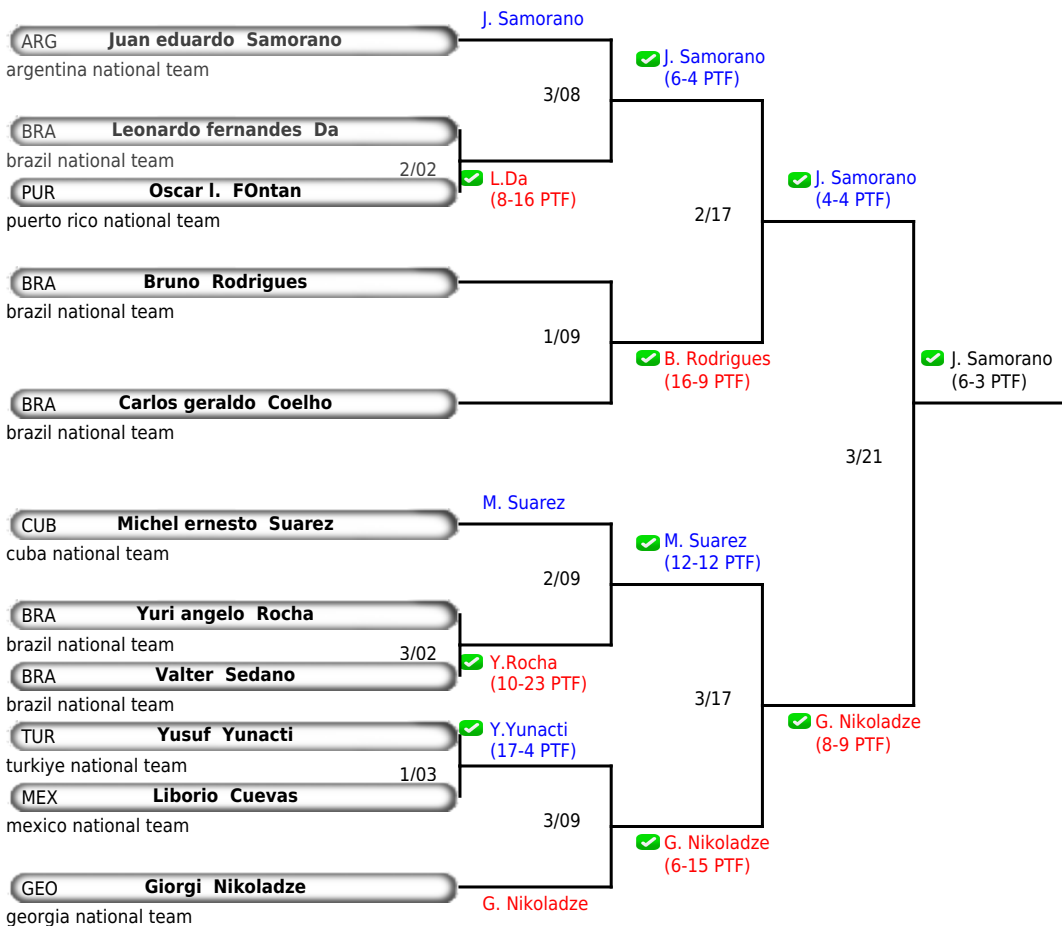 J. Samorano
ARG Juan eduardo Samorano
argentina national team
J. Samorano
(6-4 PTF)
3/08
BRA Leonardo fernandes Da
brazil national team
2/02
L.Da
(8-16 PTF)
PUR Oscar l. FOntan
puerto rico national team
J. Samorano
(4-4 PTF)
2/17
BRA Bruno Rodrigues
brazil national team
1/09
B. Rodrigues
(16-9 PTF)
J. Samorano
(6-3 PTF)
BRA Carlos geraldo Coelho
brazil national team
3/21
M. Suarez
CUB Michel ernesto Suarez
cuba national team
M. Suarez
(12-12 PTF)
2/09
BRA Yuri angelo Rocha
brazil national team
3/02
Y.Rocha
(10-23 PTF)
BRA Valter Sedano
brazil national team
3/17
G. Nikoladze
(8-9 PTF)
TUR Yusuf Yunacti
turkiye national team
Y.Yunacti
(17-4 PTF)
1/03
MEX Liborio Cuevas
mexico national team
3/09
G. Nikoladze
(6-15 PTF)
GEO Giorgi Nikoladze
georgia national team
G. Nikoladze